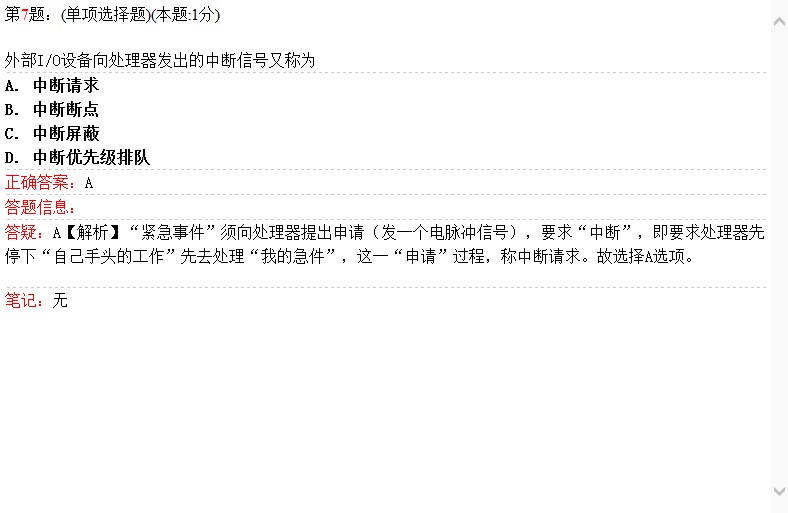 第7题: (单项选择题)(本题:1分)
外部I/O设备向处理器发出的中断信号又称为
A. 中断请求
B. 中断断点
C. 中断屏蔽
D. 中断优先级排队
正确答案: A
答题信息:
答疑: A【解析】“紧急事件”须向处理器提出申请（发一个电脉冲信号）, 要求“中断”, 即要求处理器先
停下“自己手头的工作”先去处理“我的急件”, 这一“申请”过程, 称中断请求。故选择A选项。
笔记: 无